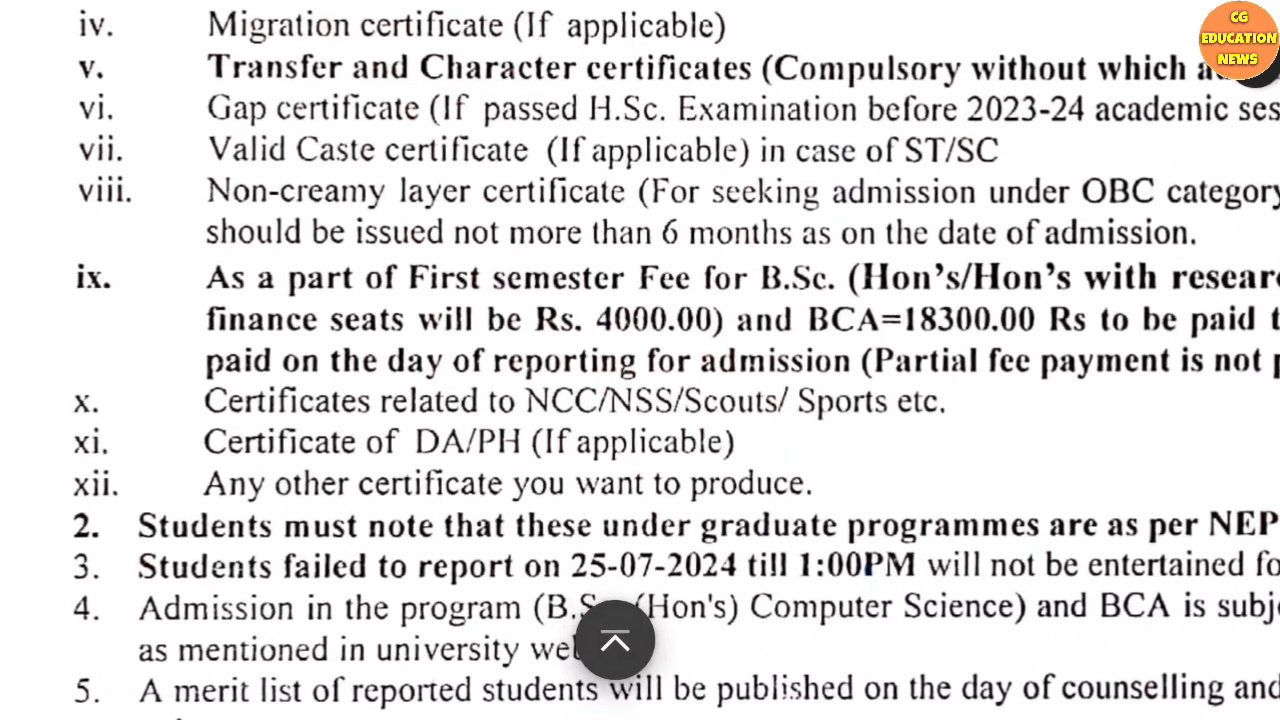 iv. Migration certificate (If applicable)
v. Transfer and Character certificates (Compulsory without which
vi. Gap certificate (If passed H.Sc. Examination before 2023-24 academic ses
vii. Valid Caste certificate (If applicable) in case of ST/SC
viii. Non-creamy layer certificate (For seeking admission under OBC category
should be issued not more than 6 months as on the date of admission.
ix. As a part of First semester Fee for B.Sc. (Hon's/Hon's with resear
finance seats will be Rs. 4000.00) and BCA=18300.00 Rs to be paid t
paid on the day of reporting for admission (Partial fee payment is not p
x. Certificates related to NCC/NSS/Scouts/ Sports etc.
xi. Certificate of DA/PH (If applicable)
xii. Any other certificate you want to produce.
2. Students must note that these under graduate programmes are as per NEP
3. Students failed to report on 25-07-2024 till 1:00PM will not be entertained fo
4. Admission in the program (B.S (Hon's) Computer Science) and BCA is subj
as mentioned in university we
5. A merit list of reported students will be published on the day of counselling and
CG
EDUCATION
NEWS